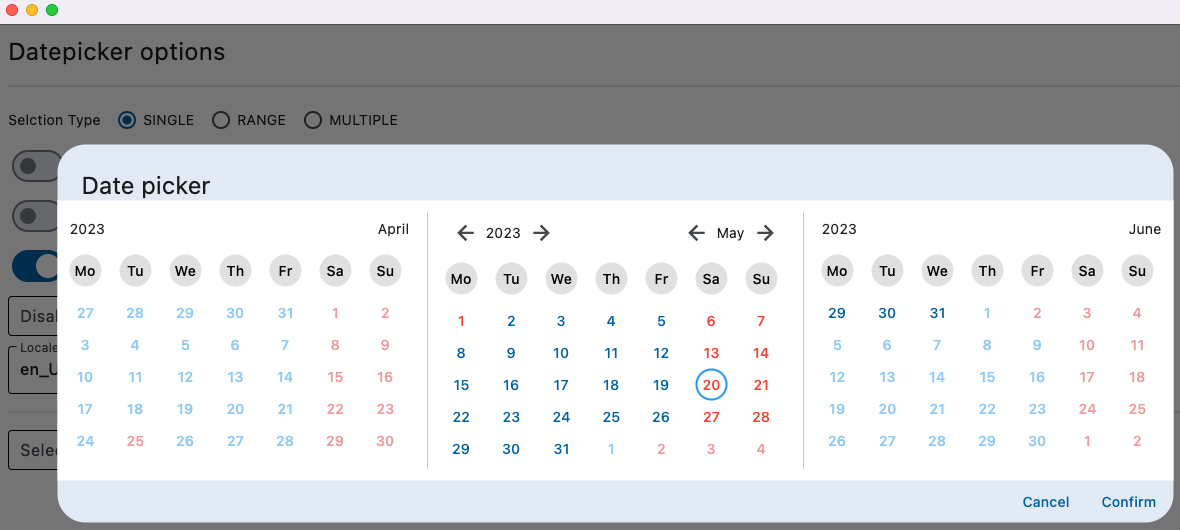 Datepicker options
Selction Type SINGLE RANGE MULTIPLE
Date picker
2023 April
Mo Tu We Th Fr Sa Su
27 28 29 30 31 1 2
3 4 5 6 7 8 9
10 11 12 13 14 15 16
17 18 19 20 21 22 23
24 25 26 27 28 29 30
2023 May
Mo Tu We Th Fr Sa Su
1 2 3 4 5 6 7
8 9 10 11 12 13 14
15 16 17 18 19 20 21
22 23 24 25 26 27 28
29 30 31 1 2 3 4
2023 June
Mo Tu We Th Fr Sa Su
29 30 31 1 2 3 4
5 6 7 8 9 10 11
12 13 14 15 16 17 18
19 20 21 22 23 24 25
26 27 28 29 30 1 2
Locale
Cancel Confirm